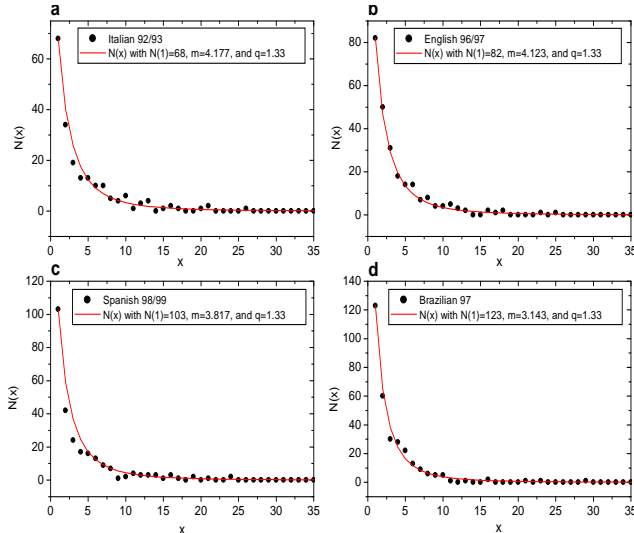 a
Italian 92/93
N(x) with N(1)=68, m=4.177, and q=1.33
N(x)
60
40
20
0
0 5 10 15 20 25 30 35
x
b
English 96/97
N(x) with N(1)=82, m=4.123, and q=1.33
N(x)
80
60
40
20
0
0 5 10 15 20 25 30 35
x
c
Spanish 98/99
N(x) with N(1)=103, m=3.817, and q=1.33
N(x)
120
100
80
60
40
20
0
0 5 10 15 20 25 30 35
x
d
Brazilian 97
N(x) with N(1)=123, m=3.143, and q=1.33
N(x)
140
120
100
80
60
40
20
0
0 5 10 15 20 25 30 35
x